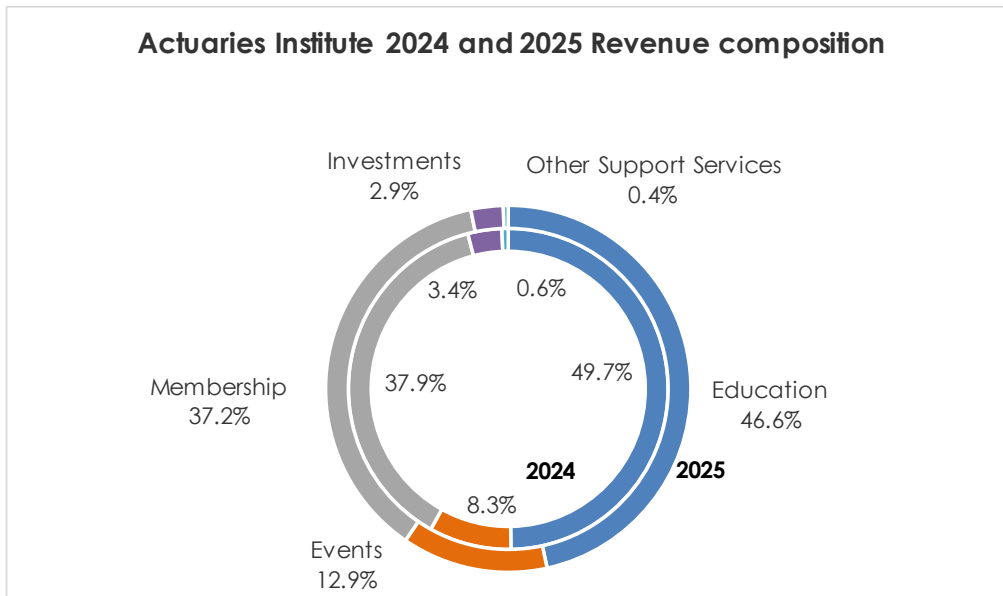 Actuaries Institute 2024 and 2025 Revenue composition
Investments
2.9%
Other Support Services
0.4%
3.4%
0.6%
Membership
37.2%
37.9%
49.7%
Education
46.6%
2024
2025
8.3%
Events
12.9%